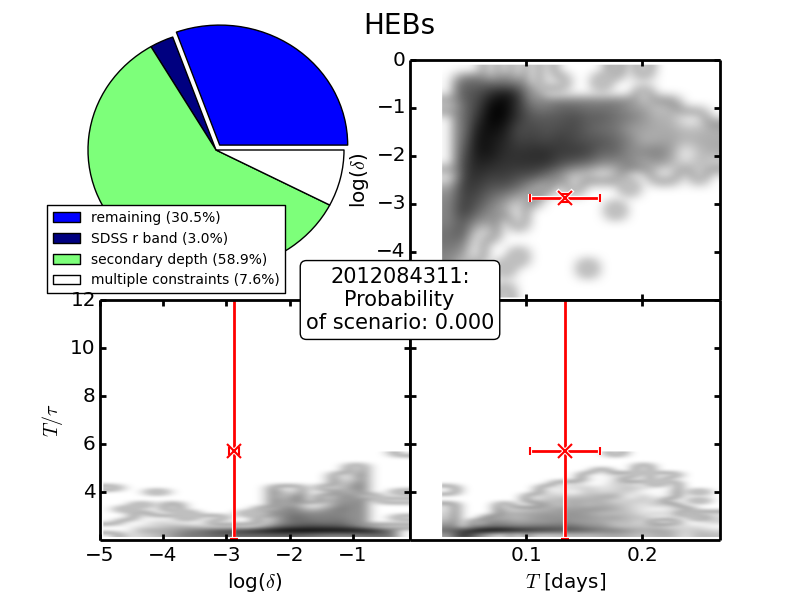 HEBs
remaining (30.5%)
SDSS r band (3.0%)
secondary depth (58.9%)
multiple constraints (7.6%)
0
−1
−2
−3
−4
log(δ)
2012084311:
Probability
of scenario: 0.000
12
10
8
6
4
T/τ
−5 −4 −3 −2 −1
log(δ)
0.1 0.2
T [days]